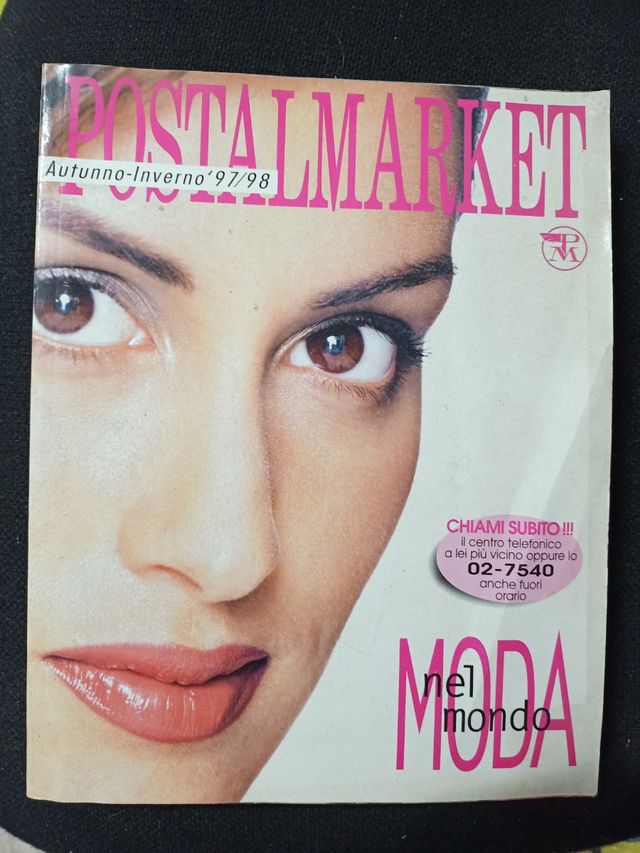 POSTALMARKET
Autunno-Inverno'97/98
PM
CHIAMI SUBITO!!!
il centro telefonico
a lei più vicino oppure lo
02-7540
anche fuori
orario
MODA
nel
mondo